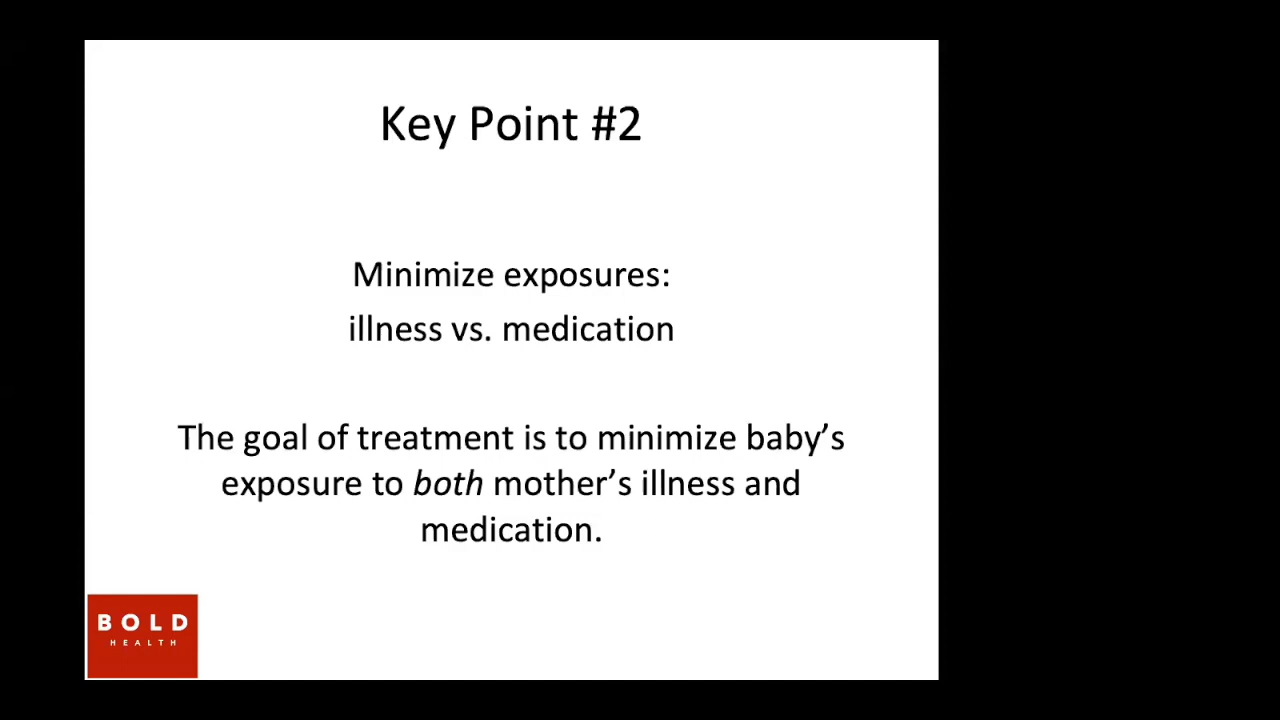 Key Point #2
Minimize exposures:
illness vs. medication
The goal of treatment is to minimize baby’s
exposure to both mother’s illness and
medication.
BOLD
HEALTH